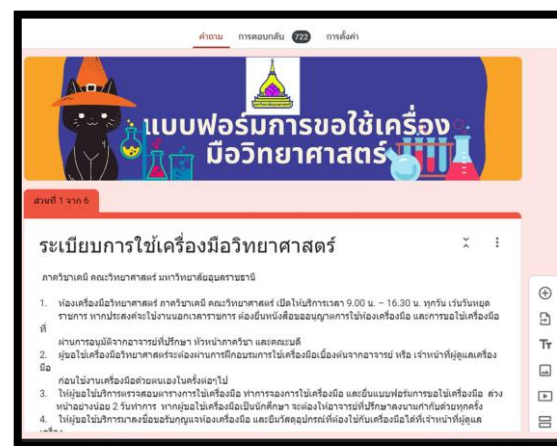 คำถาม การตอบกลับ 722 การตั้งค่า
แบบฟอร์มการขอใช้เครื่อง
มือวิทยาศาสตร์
ส่วนที่ 1 จาก 6
ระเบียบการใช้เครื่องมือวิทยาศาสตร์
ภาควิชาเคมี คณะวิทยาศาสตร์ มหาวิทยาลัยอุบลราชธานี
1. ห้องเครื่องมือวิทยาศาสตร์ ภาควิชาเคมี คณะวิทยาศาสตร์ เปิดให้บริการเวลา 9.00 น. – 16.30 น. ทุกวัน เว้นวันหยุด
ราชการ หากประสงค์จะใช้งานนอกเวลาราชการ ต้องยื่นหนังสือขออนุญาตการใช้ห้องเครื่องมือ และการขอใช้เครื่องมือ
ที่
ผ่านการอนุมัติจากอาจารย์ที่ปรึกษา หัวหน้าภาควิชา และคณบดี
2. ผู้ขอใช้เครื่องมือวิทยาศาสตร์จะต้องผ่านการฝึกอบรมการใช้เครื่องมือเบื้องต้นจากอาจารย์ หรือ เจ้าหน้าที่ผู้ดูแลเครื่อง
มือ
ก่อนใช้งานเครื่องมือด้วยตนเองในครั้งต่อๆไป
3. ให้ผู้ขอใช้บริการตรวจสอบตารางการใช้เครื่องมือ ทำการจองการใช้เครื่องมือ และยื่นแบบฟอร์มการขอใช้เครื่องมือ ล่วง
หน้าอย่างน้อย 2 วันทำการ หากผู้ขอใช้เครื่องมือเป็นนักศึกษา จะต้องให้อาจารย์ที่ปรึกษาลงนามกำกับด้วยทุกครั้ง
4. ให้ผู้ขอใช้บริการมาลงชื่อขอรับกุญแจห้องเครื่องมือ และยืมวัสดุอุปกรณ์ที่ต้องใช้กับเครื่องมือได้ที่เจ้าหน้าที่ผู้ดูแล